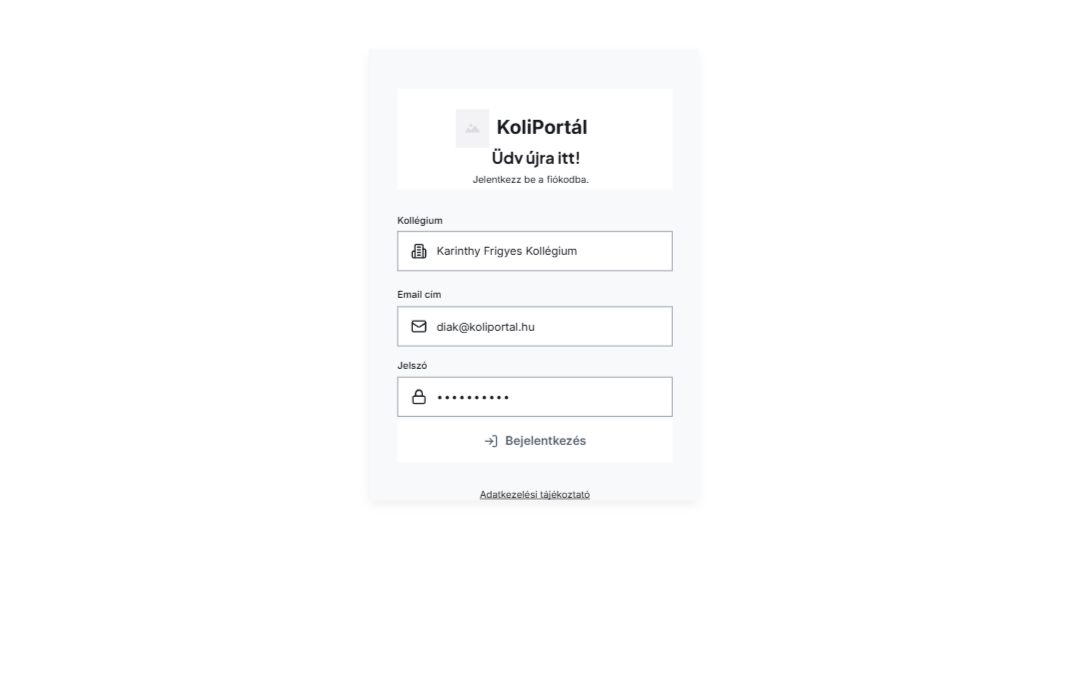 KoliPortál
Üdv újra itt!
Jelentkezz be a fiókodba.
Kollégium
Karinthy Frigyes Kollégium
Email cím
diak@koliportal.hu
Jelszó
••••••••••
Bejelentkezés
Adatkezelési tájékoztató